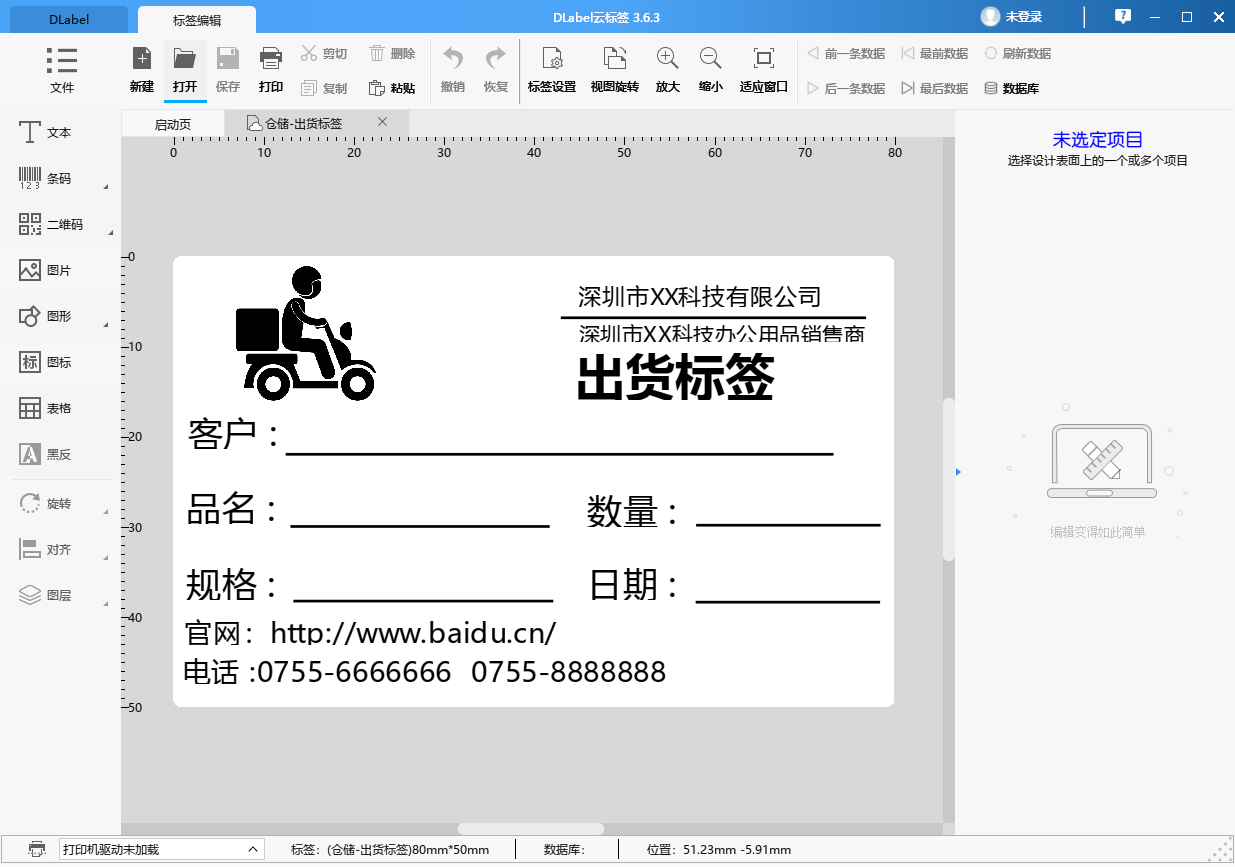 DLabel
标签编辑
DLabel云标签 3.6.3
未登录
文件
新建
打开
保存
打印
剪切
复制
删除
粘贴
撤销
恢复
标签设置
视图旋转
放大
缩小
适应窗口
前一条数据
最前数据
刷新数据
后一条数据
最后数据
数据库
启动页
仓储-出货标签
0 10 20 30 40 50 60 70 80
文本
条码
二维码
图片
图形
图标
表格
黑反
旋转
对齐
图层
0
10
20
30
40
50
深圳市XX科技有限公司
深圳市XX科技办公用品销售商
出货标签
客户：
品名： 数量：
规格： 日期：
官网：http://www.baidu.cn/
电话 :0755-6666666 0755-8888888
未选定项目
选择设计表面上的一个或多个项目
编辑变得如此简单
打印机驱动未加载
标签：(仓储-出货标签)80mm*50mm
数据库：
位置：51.23mm -5.91mm